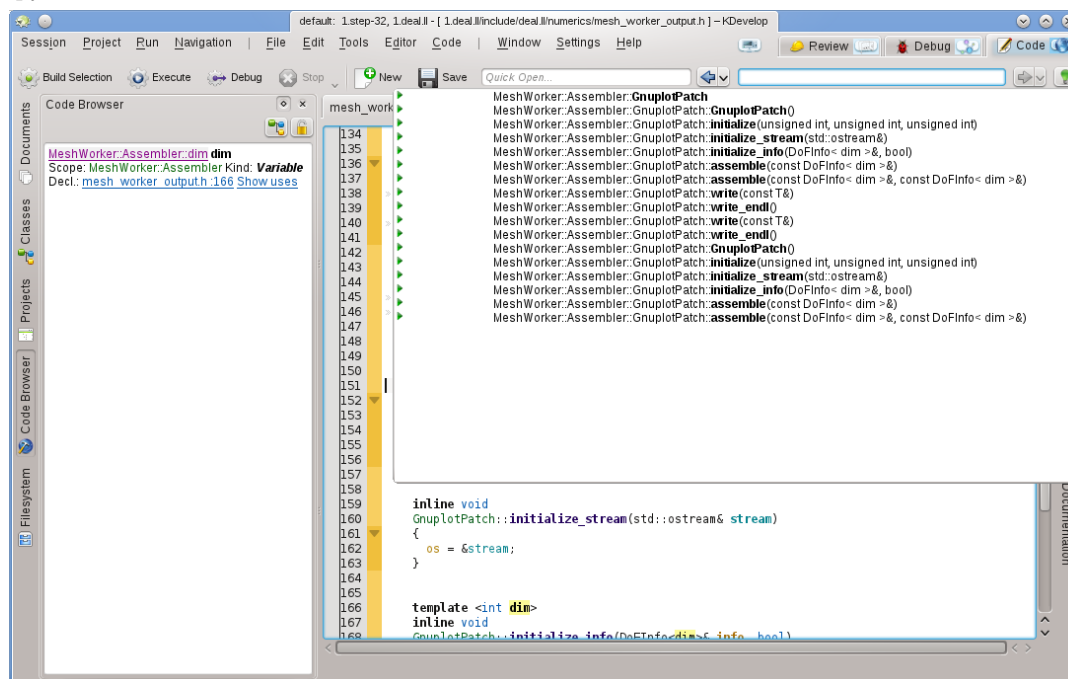 default: 1.step-32, 1.deal.II - [ 1.deal.II/include/deal.II/numerics/mesh_worker_output.h ] – KDevelop
Session Project Run Navigation | File Edit Tools Editor Code | Window Settings Help
Review Debug Code
Build Selection Execute Debug Stop New Save Quick Open...
Documents
Classes
Projects
Code Browser
Filesystem
Code Browser
MeshWorker::Assembler::dim dim
Scope: MeshWorker::Assembler Kind: Variable
Decl.: mesh_worker_output.h :166 Show uses
mesh_work
MeshWorker::Assembler::GnuplotPatch
MeshWorker::Assembler::GnuplotPatch::GnuplotPatch()
MeshWorker::Assembler::GnuplotPatch::initialize(unsigned int, unsigned int, unsigned int)
MeshWorker::Assembler::GnuplotPatch::initialize_stream(std::ostream&)
MeshWorker::Assembler::GnuplotPatch::initialize_info(DoFInfo< dim >&, bool)
MeshWorker::Assembler::GnuplotPatch::assemble(const DoFInfo< dim >&)
MeshWorker::Assembler::GnuplotPatch::assemble(const DoFInfo< dim >&, const DoFInfo< dim >&)
MeshWorker::Assembler::GnuplotPatch::write(const T&)
MeshWorker::Assembler::GnuplotPatch::write_endl()
MeshWorker::Assembler::GnuplotPatch::write(const T&)
MeshWorker::Assembler::GnuplotPatch::write_endl()
MeshWorker::Assembler::GnuplotPatch::GnuplotPatch()
MeshWorker::Assembler::GnuplotPatch::initialize(unsigned int, unsigned int, unsigned int)
MeshWorker::Assembler::GnuplotPatch::initialize_stream(std::ostream&)
MeshWorker::Assembler::GnuplotPatch::initialize_info(DoFInfo< dim >&, bool)
MeshWorker::Assembler::GnuplotPatch::assemble(const DoFInfo< dim >&)
MeshWorker::Assembler::GnuplotPatch::assemble(const DoFInfo< dim >&, const DoFInfo< dim >&)
134
135
136
137
138
139
140
141
142
143
144
145
146
147
148
149
150
151
152
153
154
155
156
157
158
159 inline void
160 GnuplotPatch::initialize_stream(std::ostream& stream)
161 {
162 os = &stream;
163 }
164
165
166 template <int dim>
167 inline void
168 GnuplotPatch::initialize_info(DoFInfo<dim>& info, bool)
Documentation